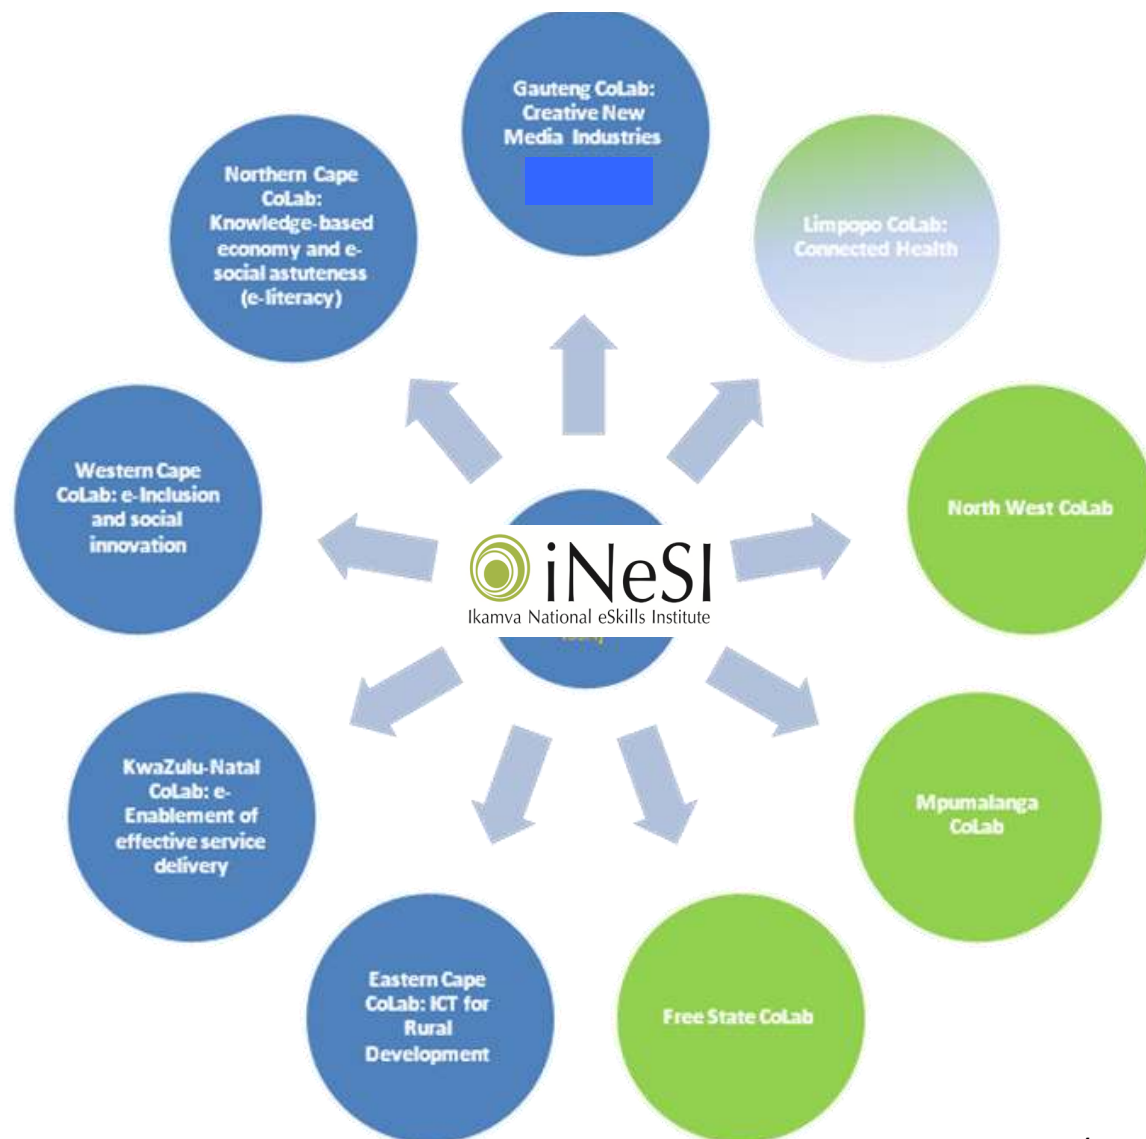 Gauteng CoLab:
Creative New
Media Industries
Limpopo CoLab:
Connected Health
North West CoLab
Mpumalanga
CoLab
Free State CoLab
Eastern Cape
CoLab: ICT for
Rural
Development
KwaZulu-Natal
CoLab: e-
Enablement of
effective service
delivery
Western Cape
CoLab: e-Inclusion
and social
innovation
Northern Cape
CoLab:
Knowledge-based
economy and e-
social astuteness
(e-literacy)
iNeSI
Ikamva National eSkills Institute